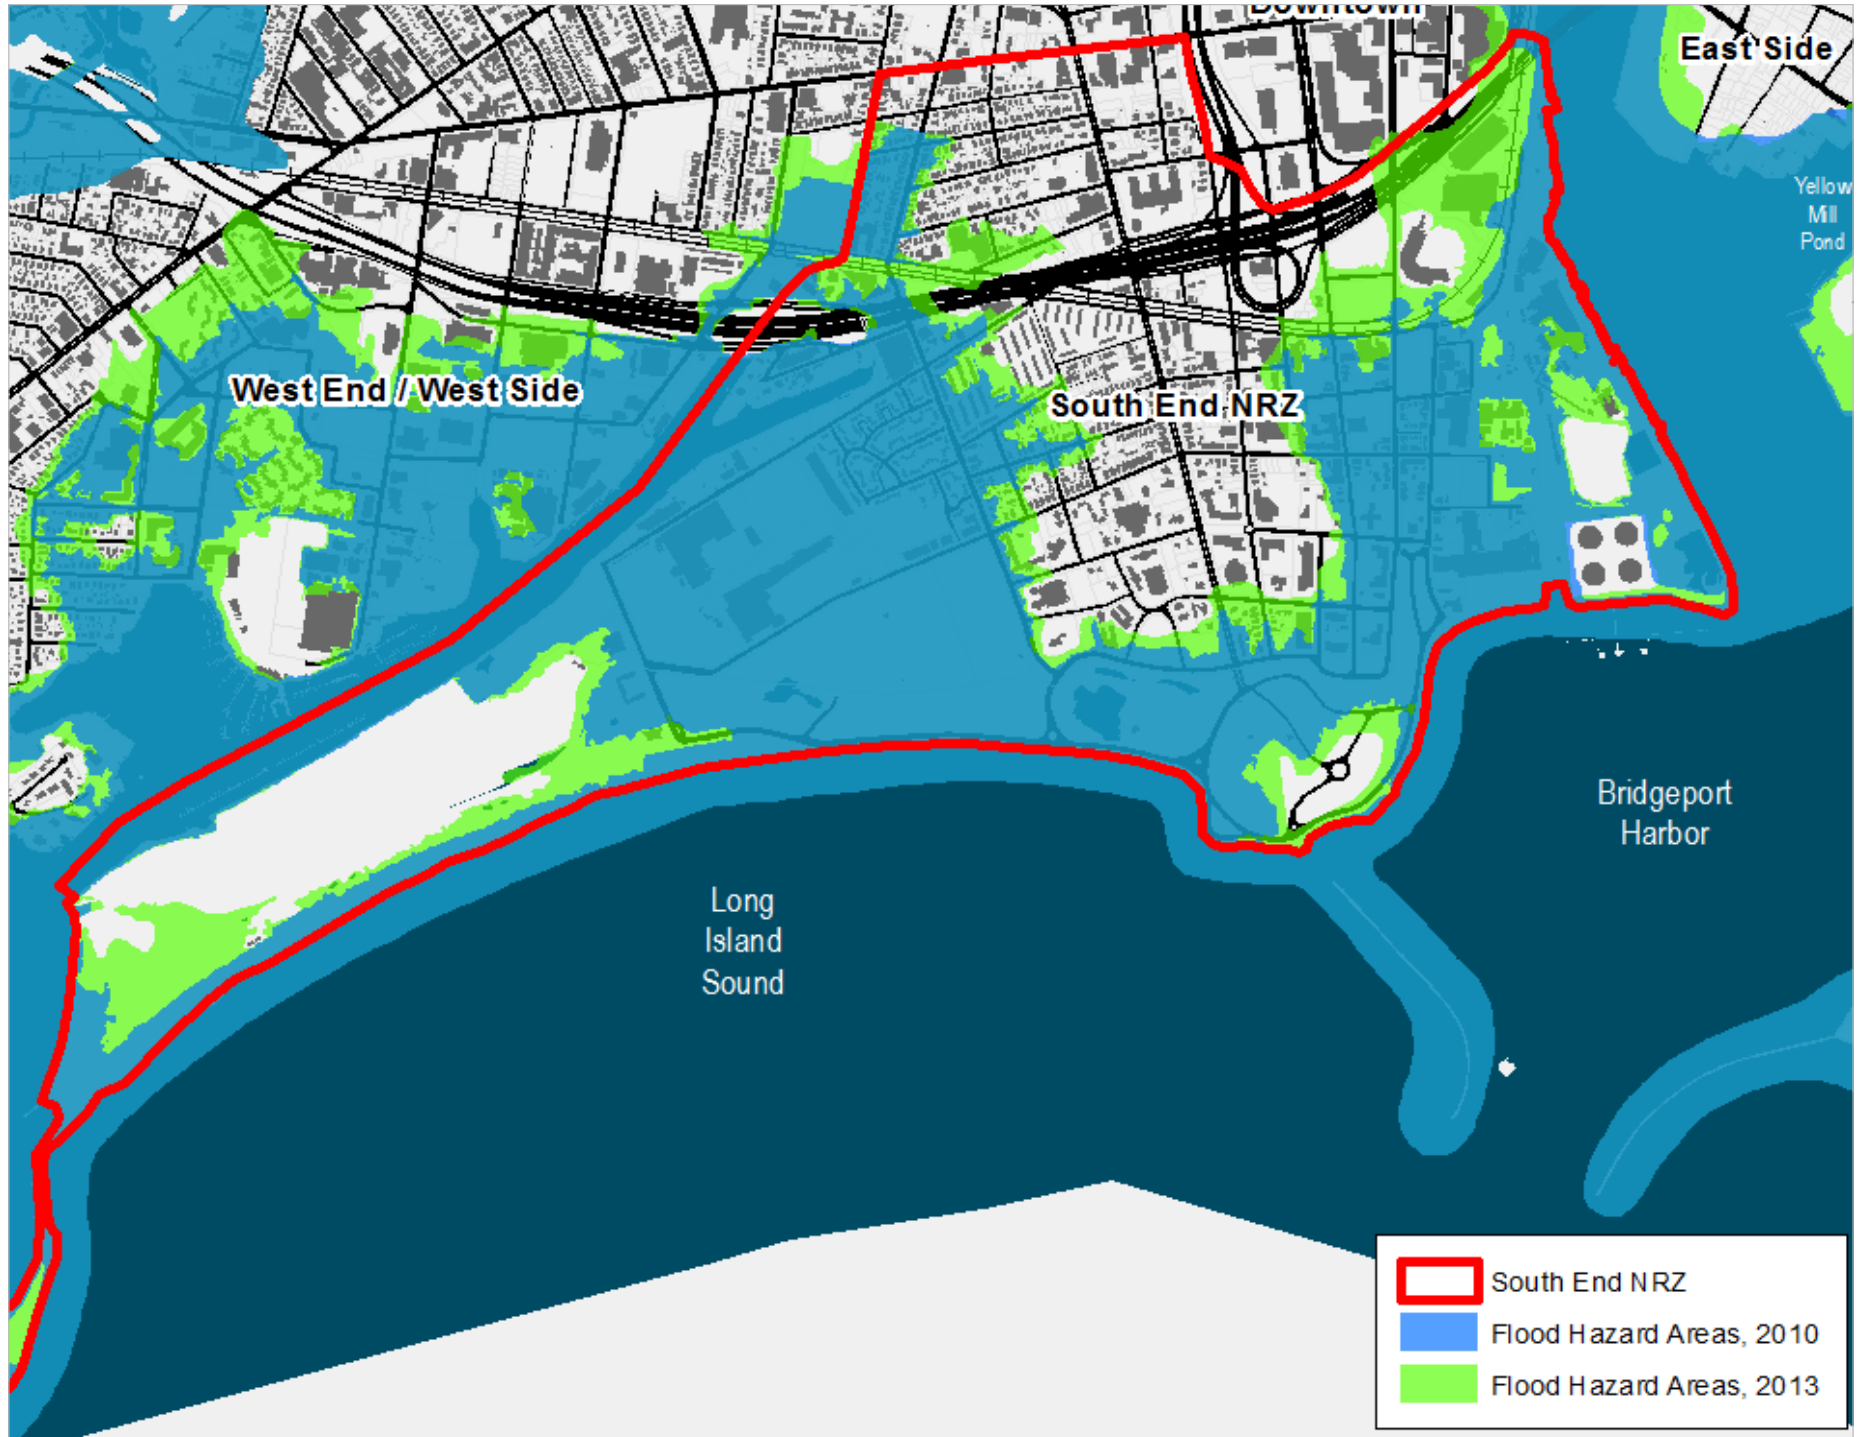 Downtown
East Side
Yellow
Mill
Pond
West End / West Side
South End NRZ
Bridgeport
Harbor
Long
Island
Sound
South End NRZ
Flood Hazard Areas, 2010
Flood Hazard Areas, 2013